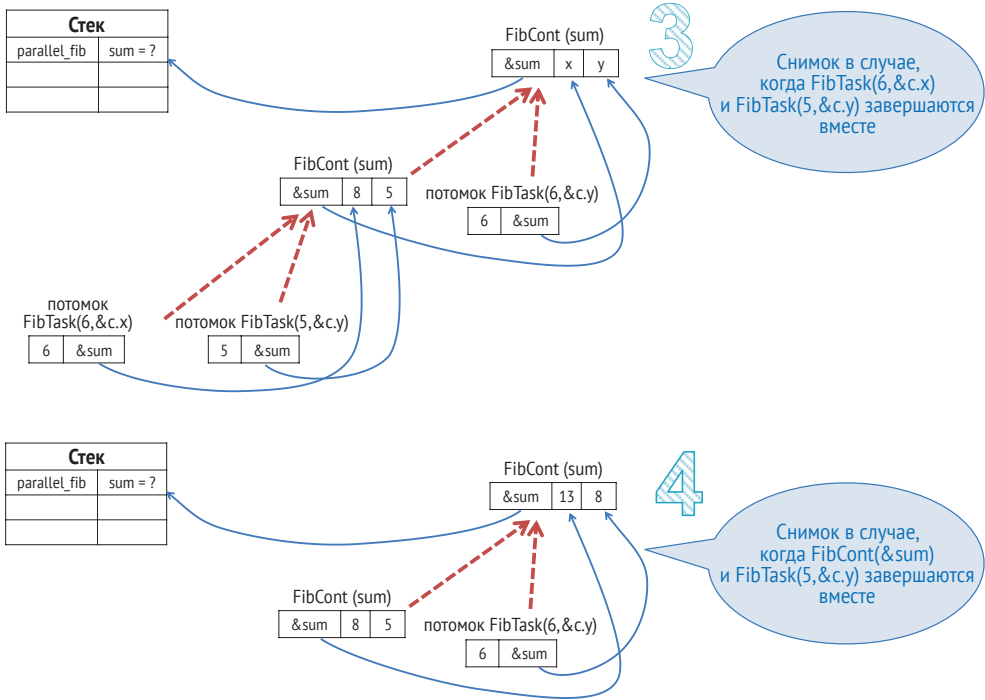 Стек
parallel_fib sum = ?
FibCont (sum)
&sum x y
3
Снимок в случае,
когда FibTask(6,&c.x)
и FibTask(5,&c.y) завершаются
вместе
FibCont (sum)
&sum 8 5
потомок FibTask(6,&c.y)
6 &sum
потомок
FibTask(6,&c.x)
6 &sum
потомок FibTask(5,&c.y)
5 &sum
Стек
parallel_fib sum = ?
FibCont (sum)
&sum 13 8
4
Снимок в случае,
когда FibCont(&sum)
и FibTask(5,&c.y) завершаются
вместе
FibCont (sum)
&sum 8 5
потомок FibTask(6,&c.y)
6 &sum